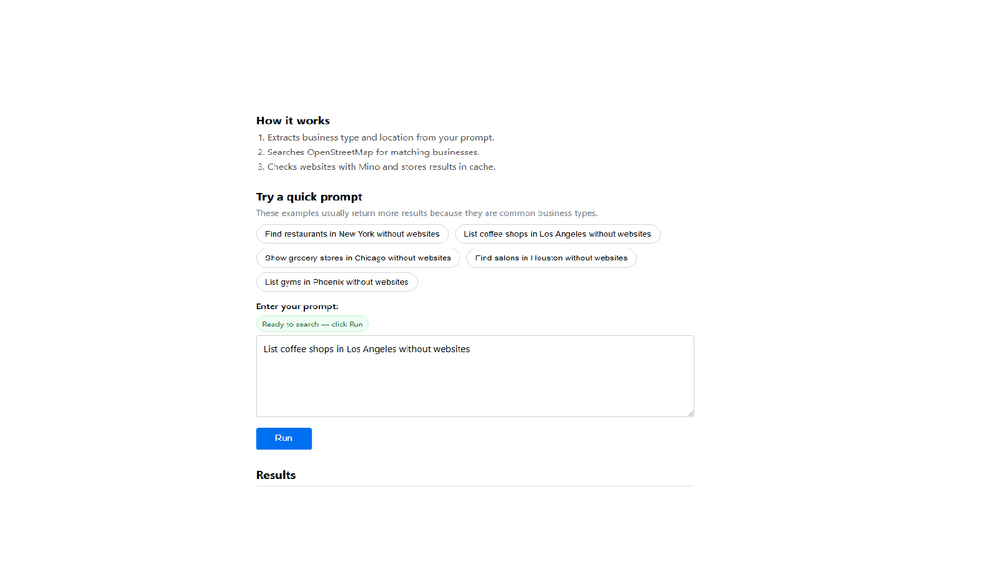 How it works
1. Extracts business type and location from your prompt.
2. Searches OpenStreetMap for matching businesses.
3. Checks websites with Mino and stores results in cache.
Try a quick prompt
These examples usually return more results because they are common business types.
Find restaurants in New York without websites
List coffee shops in Los Angeles without websites
Show grocery stores in Chicago without websites
Find salons in Houston without websites
List gyms in Phoenix without websites
Enter your prompt:
Ready to search — click Run
List coffee shops in Los Angeles without websites
Run
Results